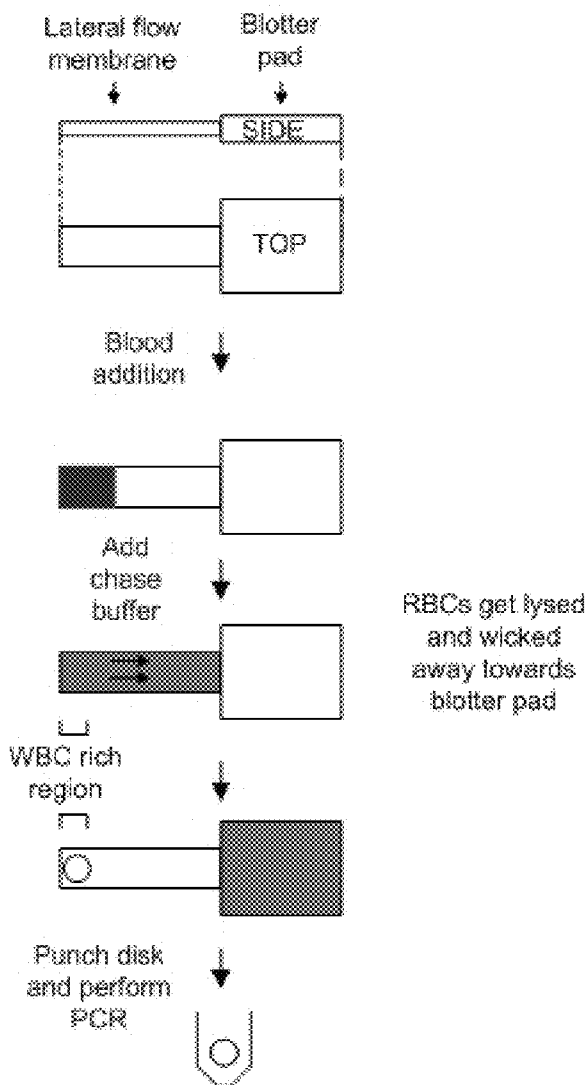 Lateral flow
membrane
Blotter
pad
SIDE
TOP
Blood
addition
Add
chase
buffer
RBCs get lysed
and wicked
away towards
blotter pad
WBC rich
region
Punch disk
and perform
PCR